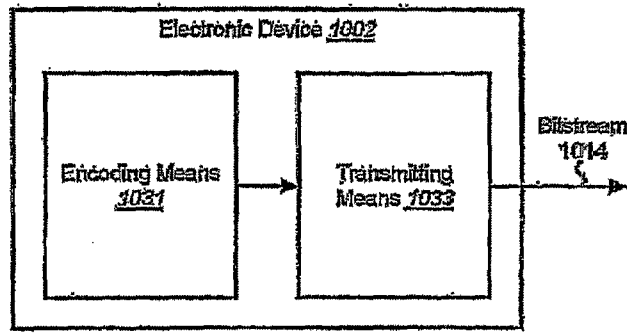 Electronic Device 1002
Encoding Means
1031
Transmitting
Means 1033
Bitstream
1014